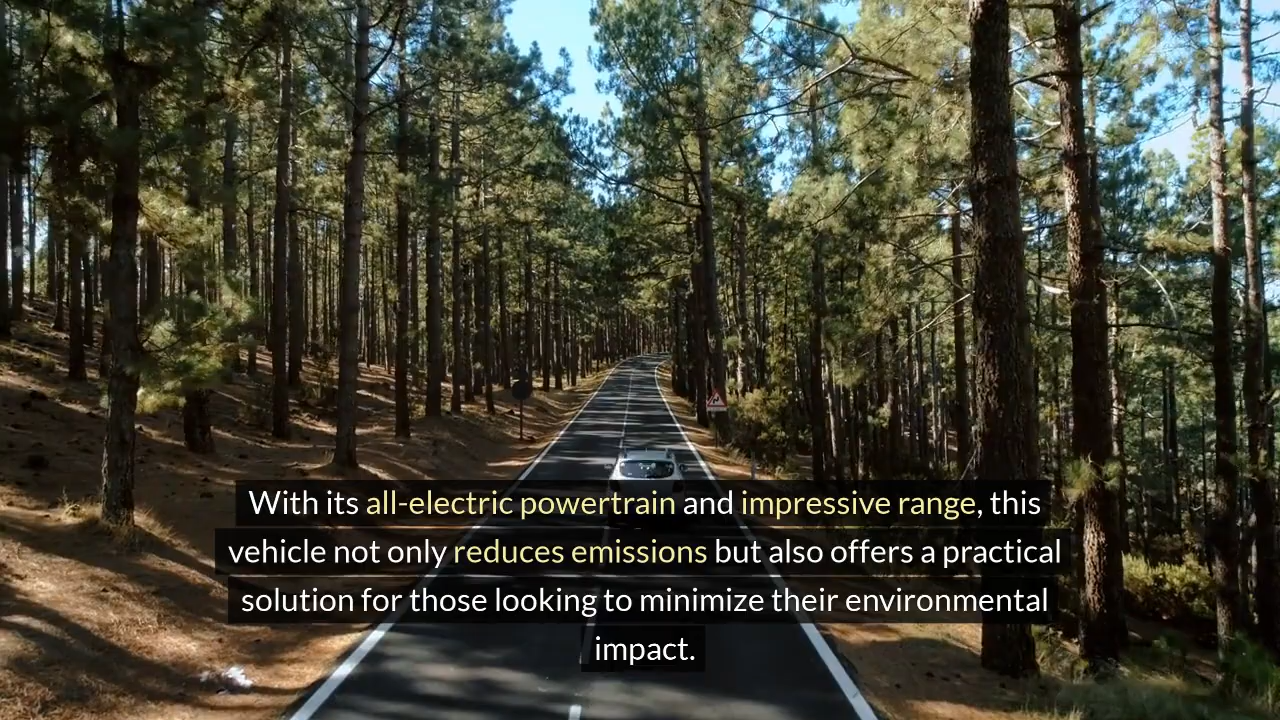 With its all-electric powertrain and impressive range, this
vehicle not only reduces emissions but also offers a practical
solution for those looking to minimize their environmental
impact.